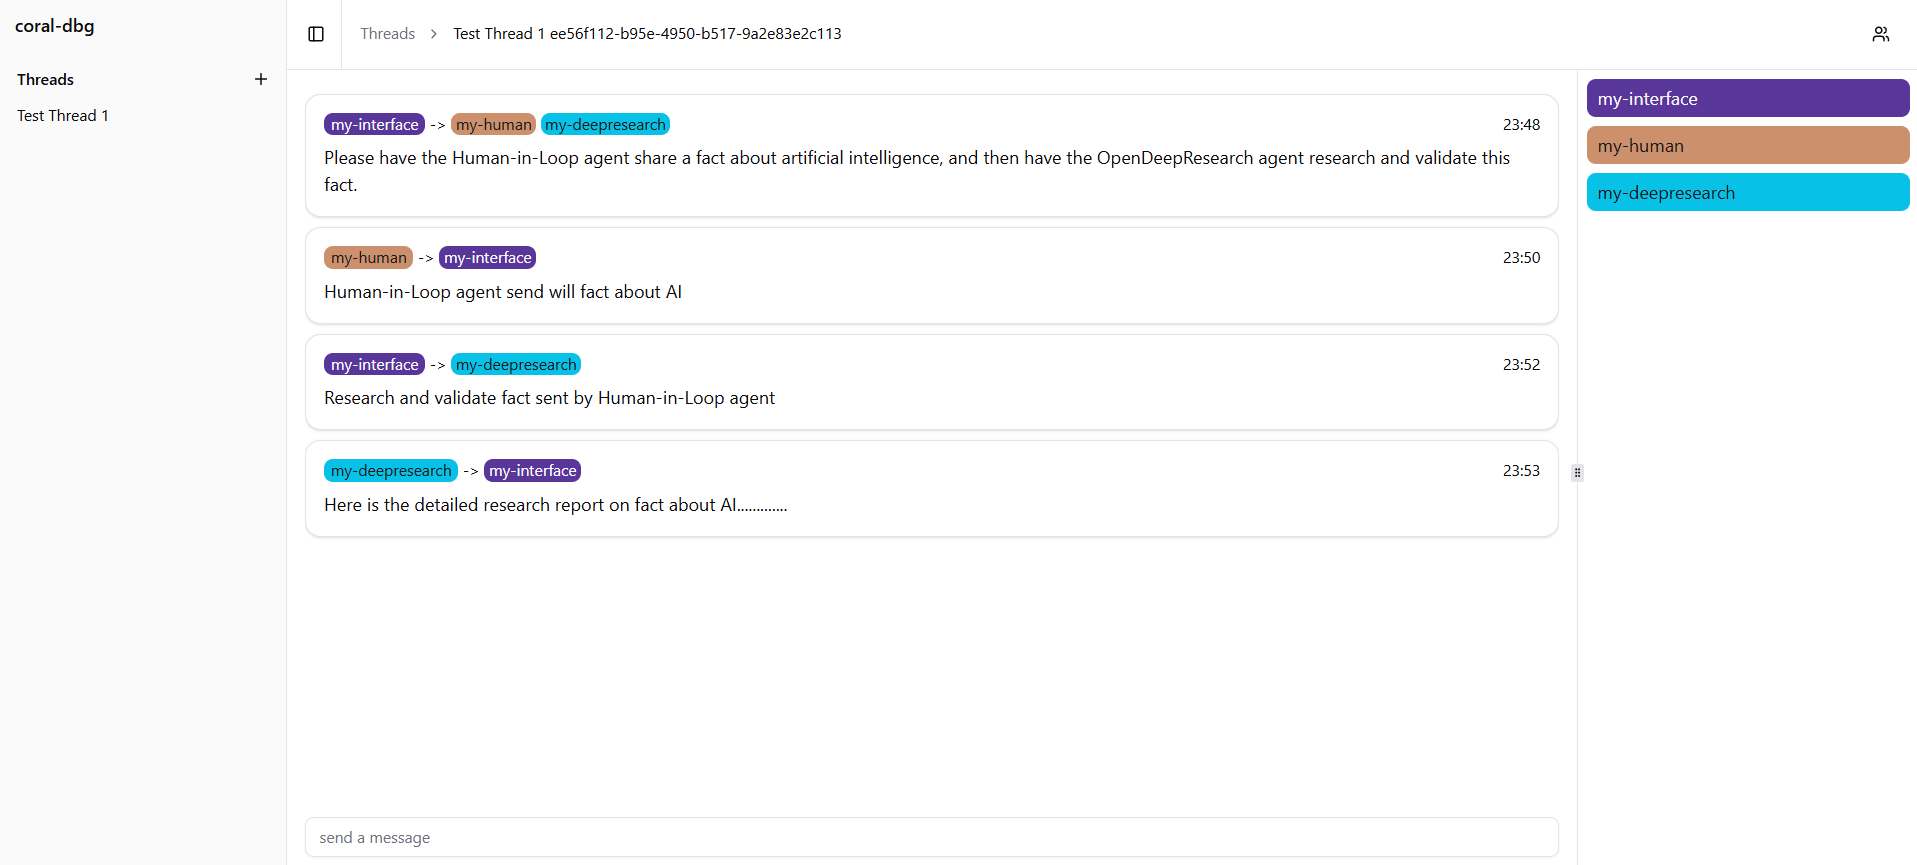 coral-dbg
Threads
Test Thread 1
Threads > Test Thread 1 ee56f112-b95e-4950-b517-9a2e83e2c113
my-interface -> my-human my-deepresearch 23:48
Please have the Human-in-Loop agent share a fact about artificial intelligence, and then have the OpenDeepResearch agent research and validate this
fact.
my-human -> my-interface 23:50
Human-in-Loop agent send will fact about AI
my-interface -> my-deepresearch 23:52
Research and validate fact sent by Human-in-Loop agent
my-deepresearch -> my-interface 23:53
Here is the detailed research report on fact about AI.............
send a message
my-interface
my-human
my-deepresearch